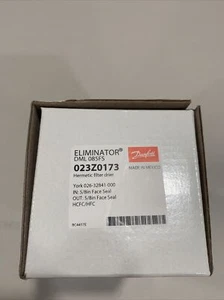 ELIMINATOR®
DML 085FS
023Z0173
Hermetic filter drier
Danfoss
MADE IN MEXICO
York 026-32841-000
IN: 5/8in Face Seal
OUT: 5/8in Face Seal
HCFC/HFC